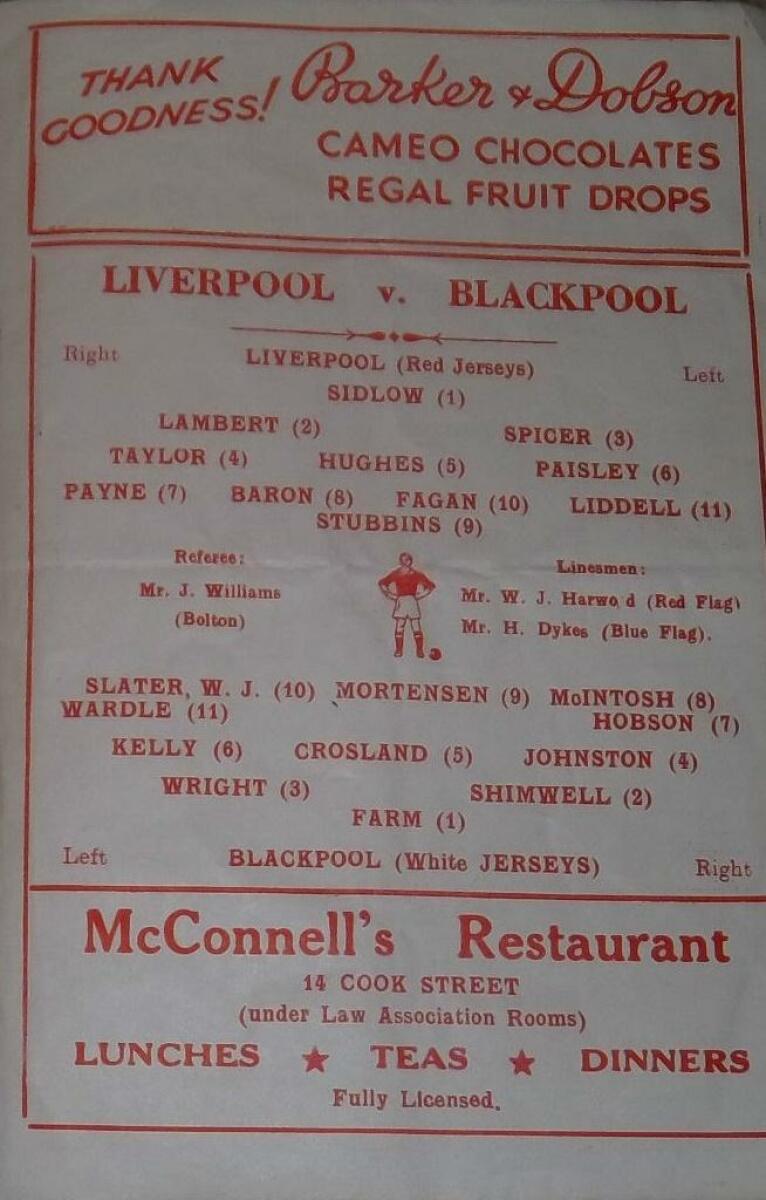 THANK GOODNESS! Barker & Dobson
CAMEO CHOCOLATES
REGAL FRUIT DROPS
LIVERPOOL v. BLACKPOOL
Right LIVERPOOL (Red Jerseys) Left
SIDLOW (1)
LAMBERT (2) SPICER (3)
TAYLOR (4) HUGHES (5) PAISLEY (6)
PAYNE (7) BARON (8) FAGAN (10) LIDDELL (11)
STUBBINS (9)
Referee: Linesmen:
Mr. J. Williams Mr. W. J. Harwo d (Red Flag)
(Bolton) Mr. H. Dykes (Blue Flag).
SLATER, W. J. (10) MORTENSEN (9) McINTOSH (8)
WARDLE (11) HOBSON (7)
KELLY (6) CROSLAND (5) JOHNSTON (4)
WRIGHT (3) SHIMWELL (2)
FARM (1)
Left BLACKPOOL (White JERSEYS) Right
McConnell's Restaurant
14 COOK STREET
(under Law Association Rooms)
LUNCHES ★ TEAS ★ DINNERS
Fully Licensed.